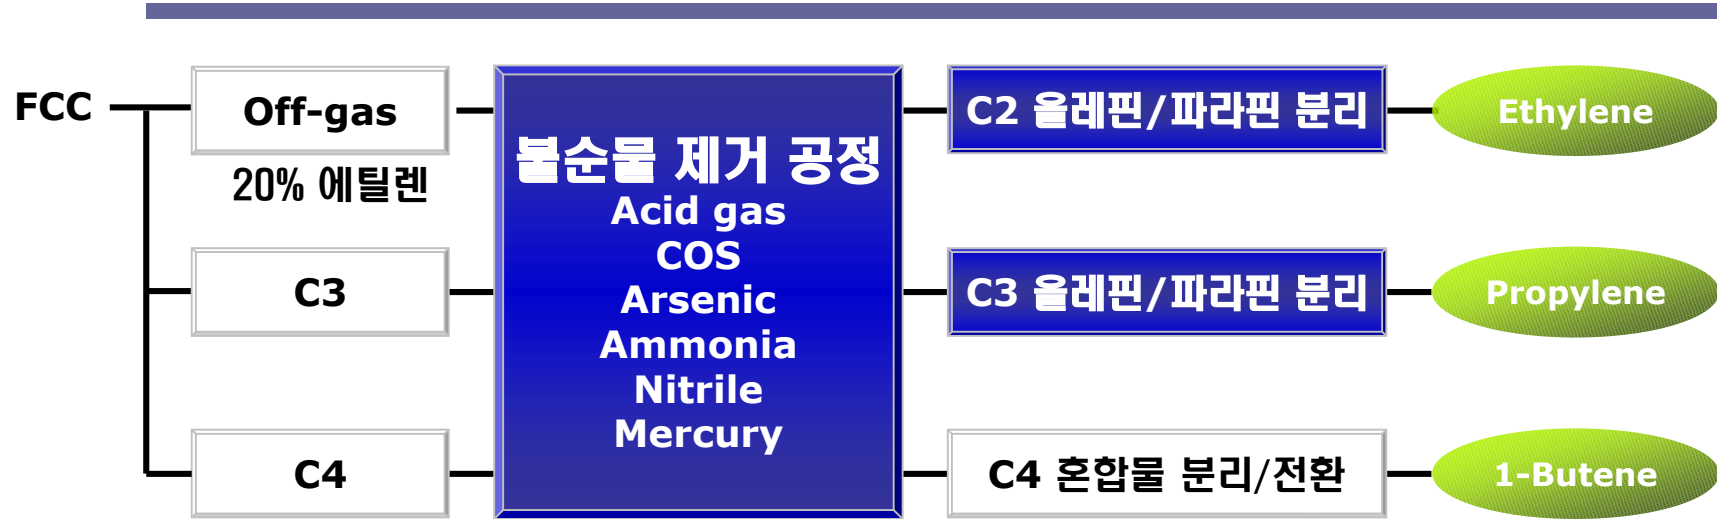 FCC
Off-gas
20% 에틸렌
C3
C4
불순물 제거 공정
Acid gas
COS
Arsenic
Ammonia
Nitrile
Mercury
C2 올레핀/파라핀 분리
Ethylene
C3 올레핀/파라핀 분리
Propylene
C4 혼합물 분리/전환
1-Butene